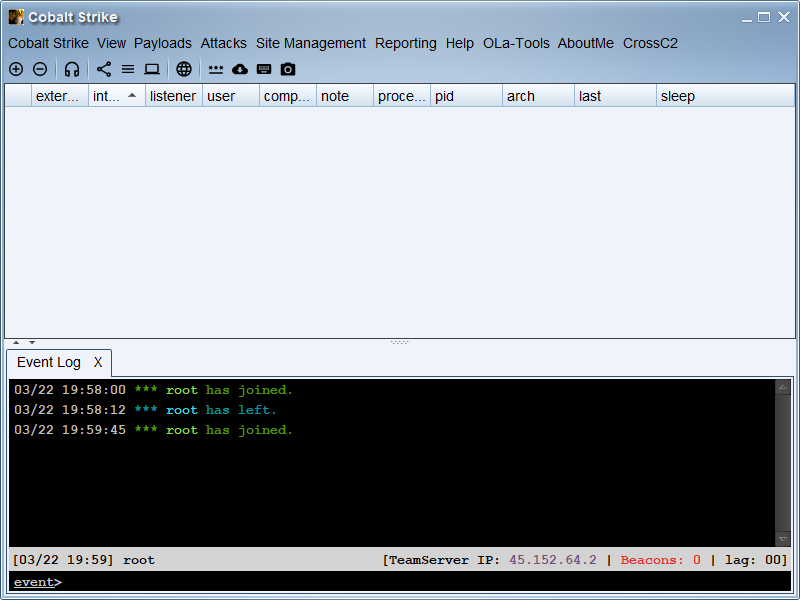 Cobalt Strike
Cobalt Strike View Payloads Attacks Site Management Reporting Help OLa-Tools AboutMe CrossC2
exter... int... listener user comp... note proce... pid arch last sleep
Event Log X
03/22 19:58:00 *** root has joined.
03/22 19:58:12 *** root has left.
03/22 19:59:45 *** root has joined.
[03/22 19:59] root [TeamServer IP: 45.152.64.2 | Beacons: 0 | lag: 00]
event>